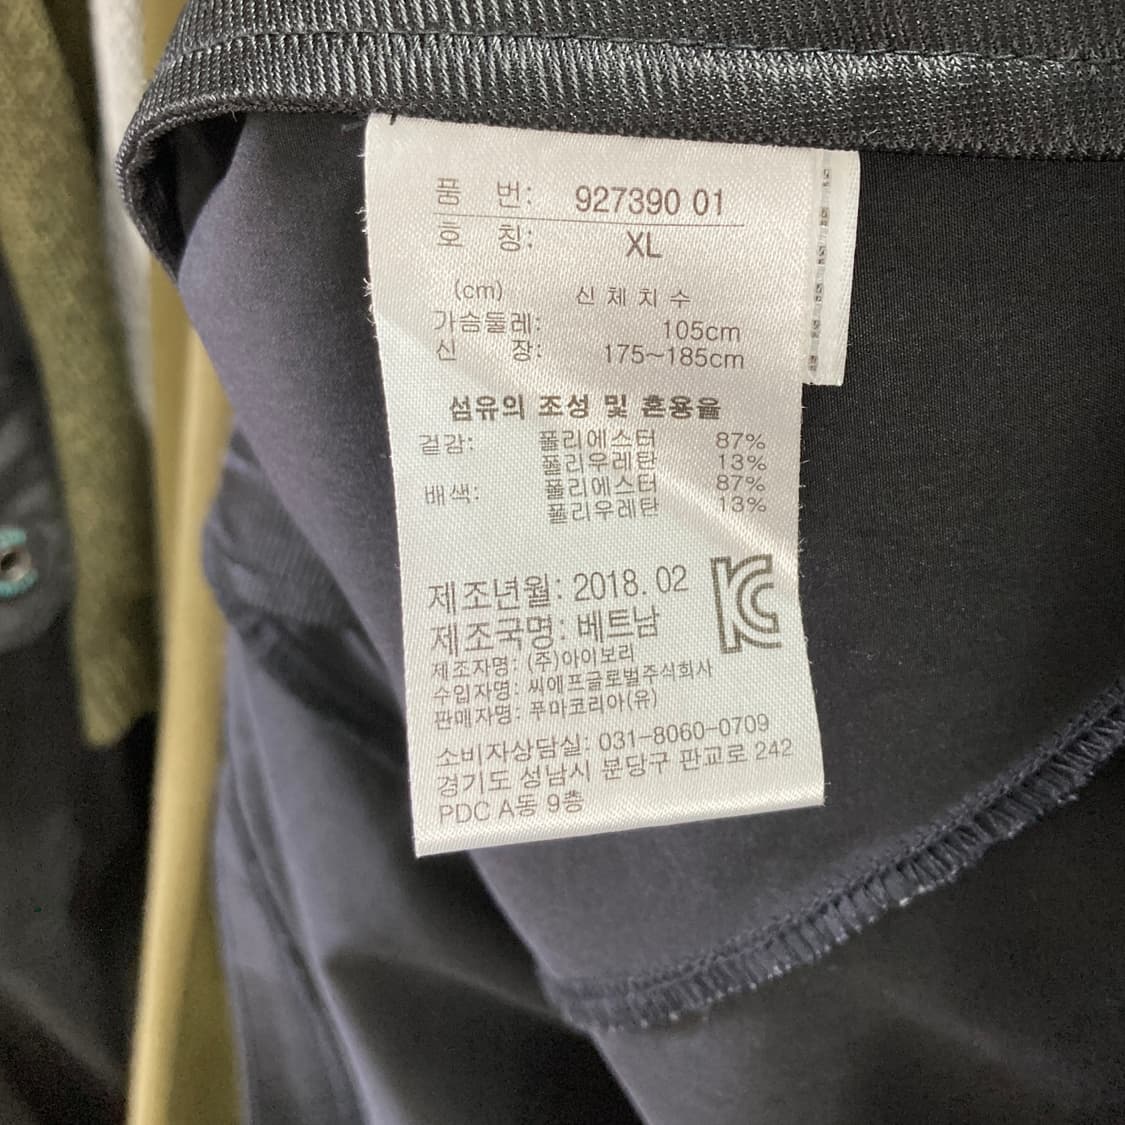 품 번: 927390 01
호 칭: XL
(cm) 신 체 치 수
가슴둘레: 105cm
신 장: 175~185cm
섬유의 조성 및 혼용율
겉감: 폴리에스터 87%
폴리우레탄 13%
배색: 폴리에스터 87%
폴리우레탄 13%
제조년월: 2018. 02
제조국명: 베트남
KC
제조자명: (주)아이보리
수입자명: 씨에프글로벌주식회사
판매자명: 푸마코리아(유)
소비자상담실: 031-8060-0709
경기도 성남시 분당구 판교로 242
PDC A동 9층